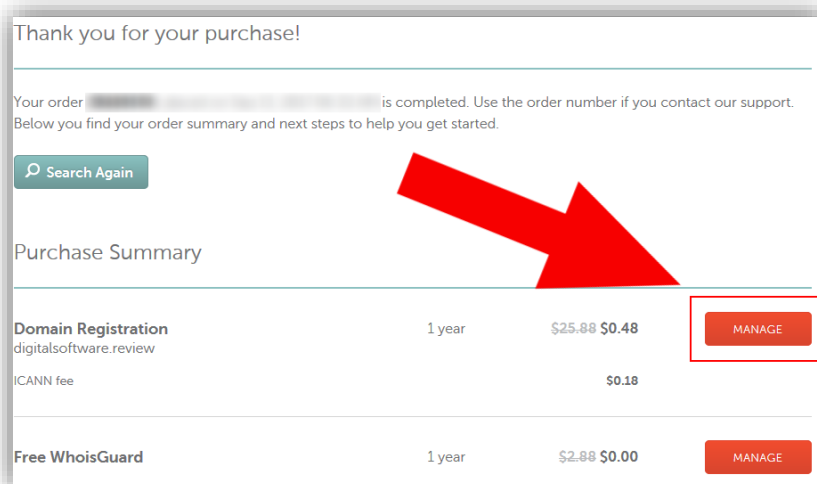 Thank you for your purchase!
Your order is completed. Use the order number if you contact our support.
Below you find your order summary and next steps to help you get started.
Search Again
Purchase Summary
Domain Registration 1 year $25.88 $0.48 MANAGE
digitalsoftware.review
ICANN fee $0.18
Free WhoisGuard 1 year $2.88 $0.00 MANAGE